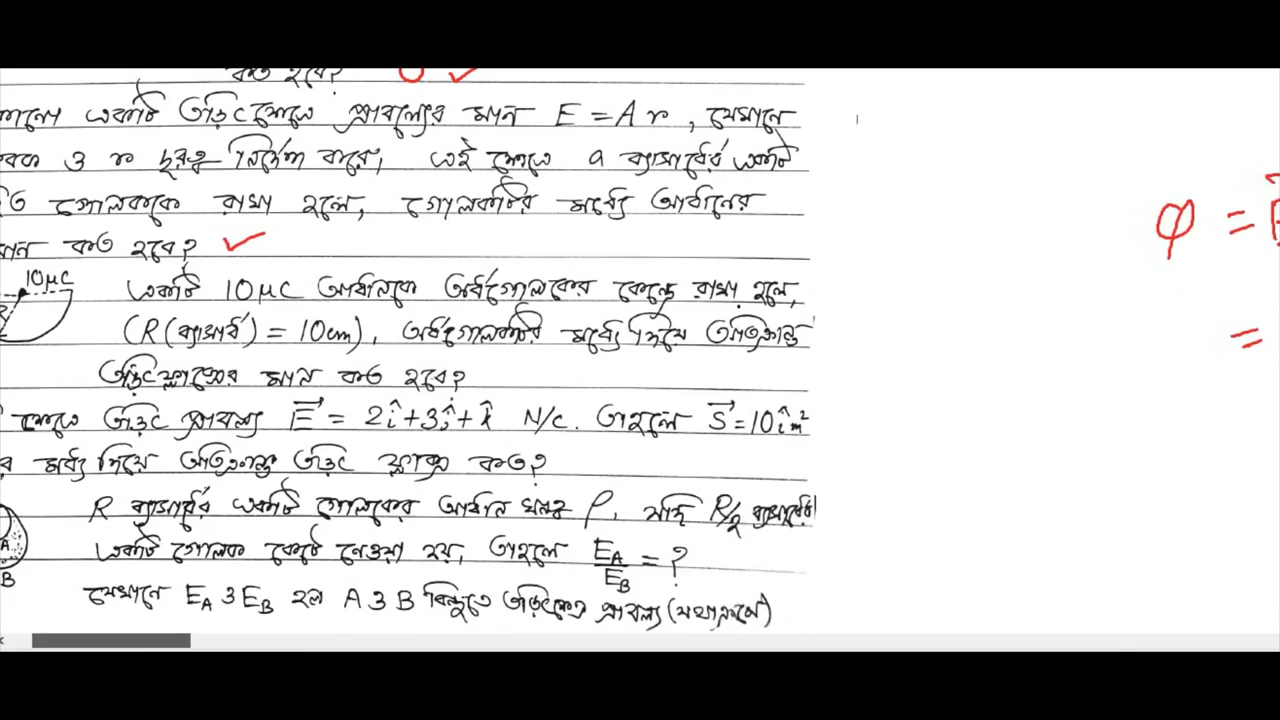 কত হবে? 0 ✓
কোনো একটি তড়িৎক্ষেত্রে প্রাবল্যের মান E = Ar, যেখানে
ও r দূরত্ব নির্দেশ করে, এই ক্ষেত্রে a ব্যাসার্ধের একটি
গোলককে রাখা হলে, গোলকটির মধ্যে আধানের
মান কত হবে? ✓
10μC একটি 10μC আধানকে অর্ধগোলকের কেন্দ্রে রাখা হলে,
(R(ব্যাসার্ধ) = 10cm), অর্ধগোলকটির মধ্যে দিয়ে অতিক্রান্ত
তড়িৎফ্লাক্সের মান কত হবে?
ক্ষেত্রে তড়িৎ প্রাবল্য E⃗ = 2î+3ĵ+k̂ N/C. তাহলে S⃗=10î m²
র মধ্য দিয়ে অতিক্রান্ত তড়িৎ ফ্লাক্স কত?
R ব্যাসার্ধের একটি গোলকের আধান ঘনত্ব ρ, যদি R/2 ব্যাসার্ধের
A একটি গোলক কেটে নেওয়া হয়, তাহলে E_A/E_B = ?
B যেখানে E_A ও E_B হল A ও B বিন্দুতে তড়িৎক্ষেত্র প্রাবল্য (যথাক্রমে)
φ =
=